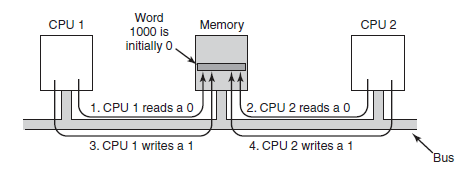 CPU 1
Word
1000 is
initially 0
Memory
CPU 2
1. CPU 1 reads a 0
2. CPU 2 reads a 0
3. CPU 1 writes a 1
4. CPU 2 writes a 1
Bus